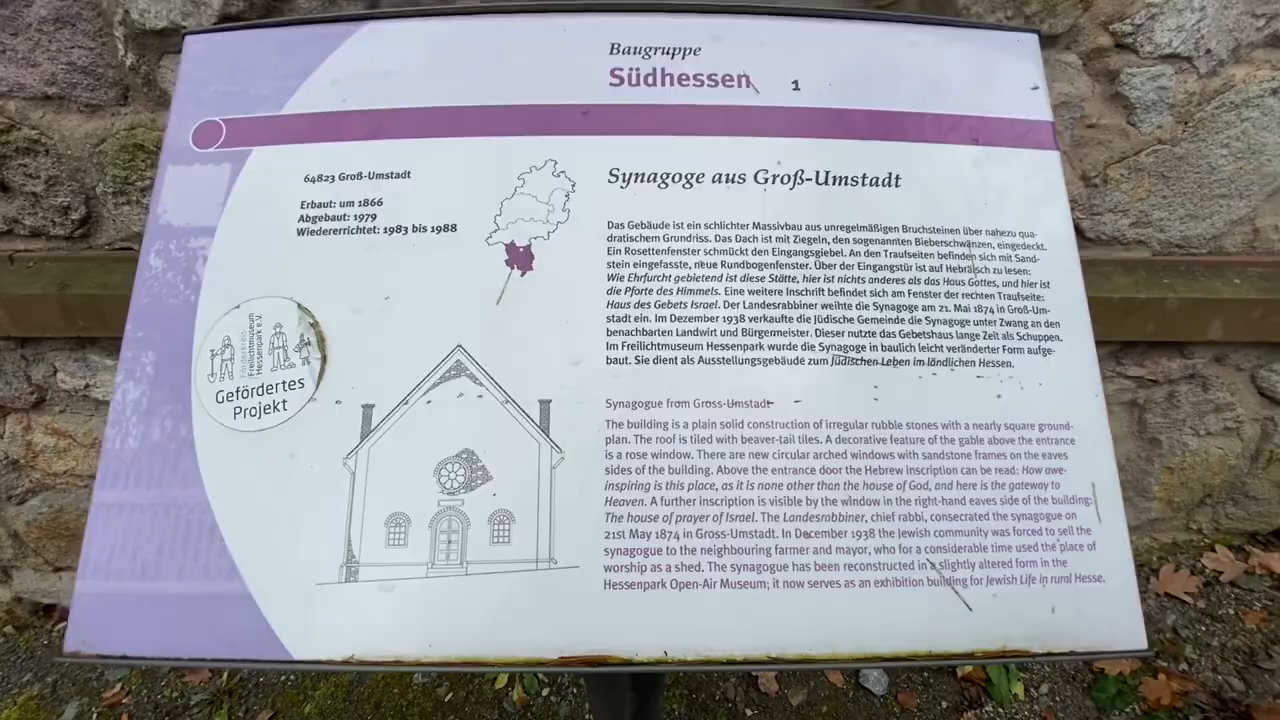 Baugruppe
Südhessen 1
64823 Groß-Umstadt
Erbaut: um 1866
Abgebaut: 1979
Wiedererrichtet: 1983 bis 1988
Förderkreis
Freilichtmuseum
Hessenpark e.V.
Gefördertes
Projekt
Synagoge aus Groß-Umstadt
Das Gebäude ist ein schlichter Massivbau aus unregelmäßigen Bruchsteinen über nahezu qua-
dratischem Grundriss. Das Dach ist mit Ziegeln, den sogenannten Bieberschwänzen, eingedeckt.
Ein Rosettenfenster schmückt den Eingangsgiebel. An den Traufseiten befinden sich mit Sand-
stein eingefasste, neue Rundbogenfenster. Über der Eingangstür ist auf Hebräisch zu lesen:
Wie Ehrfurcht gebietend ist diese Stätte, hier ist nichts anderes als das Haus Gottes, und hier ist
die Pforte des Himmels. Eine weitere Inschrift befindet sich am Fenster der rechten Traufseite:
Haus des Gebets Israel. Der Landesrabbiner weihte die Synagoge am 21. Mai 1874 in Groß-Um-
stadt ein. Im Dezember 1938 verkaufte die Jüdische Gemeinde die Synagoge unter Zwang an den
benachbarten Landwirt und Bürgermeister. Dieser nutzte das Gebetshaus lange Zeit als Schuppen.
Im Freilichtmuseum Hessenpark wurde die Synagoge in baulich leicht veränderter Form aufge-
baut. Sie dient als Ausstellungsgebäude zum Jüdischen Leben im ländlichen Hessen.
Synagogue from Gross-Umstadt
The building is a plain solid construction of irregular rubble stones with a nearly square ground-
plan. The roof is tiled with beaver-tail tiles. A decorative feature of the gable above the entrance
is a rose window. There are new circular arched windows with sandstone frames on the eaves
sides of the building. Above the entrance door the Hebrew inscription can be read: How awe-
inspiring is this place, as it is none other than the house of God, and here is the gateway to
Heaven. A further inscription is visible by the window in the right-hand eaves side of the building:
The house of prayer of Israel. The Landesrabbiner, chief rabbi, consecrated the synagogue on
21st May 1874 in Gross-Umstadt. In December 1938 the Jewish community was forced to sell the
synagogue to the neighbouring farmer and mayor, who for a considerable time used the place of
worship as a shed. The synagogue has been reconstructed in a slightly altered form in the
Hessenpark Open-Air Museum; it now serves as an exhibition building for Jewish Life in rural Hesse.